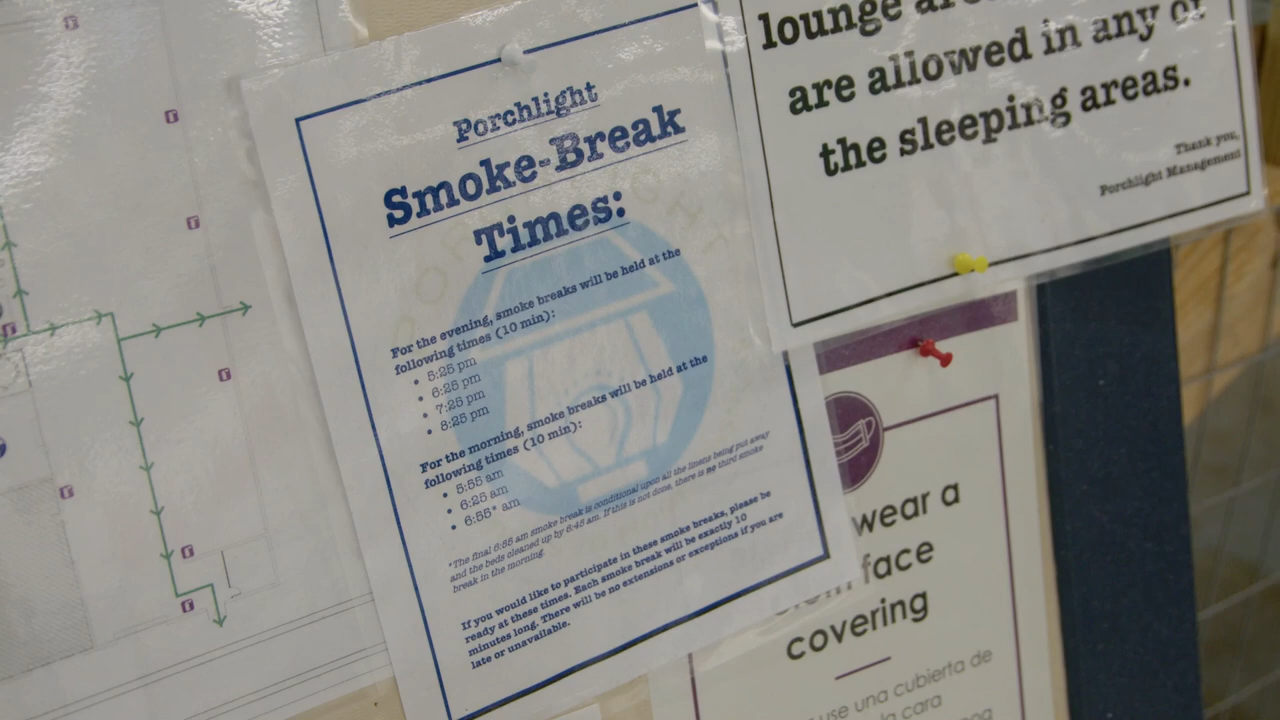 Porchlight
Smoke-Break
Times:
For the evening, smoke breaks will be held at the
following times (10 min):
• 5:25 pm
• 6:25 pm
• 7:25 pm
• 8:25 pm
For the morning, smoke breaks will be held at the
following times (10 min):
• 5:55 am
• 6:25 am
• 6:55* am
*The final 6:55 am smoke break is conditional upon all the linens being put away
and the beds cleaned up by 6:45 am. If this is not done, there is no third smoke
break in the morning.
If you would like to participate in these smoke breaks, please be
ready at these times. Each smoke break will be exactly 10
minutes long. There will be no extensions or exceptions if you are
late or unavailable.
lounge
are allowed in any of
the sleeping areas.
Thank you,
Porchlight Management
wear a
face
covering
use una cubierta de
la cara